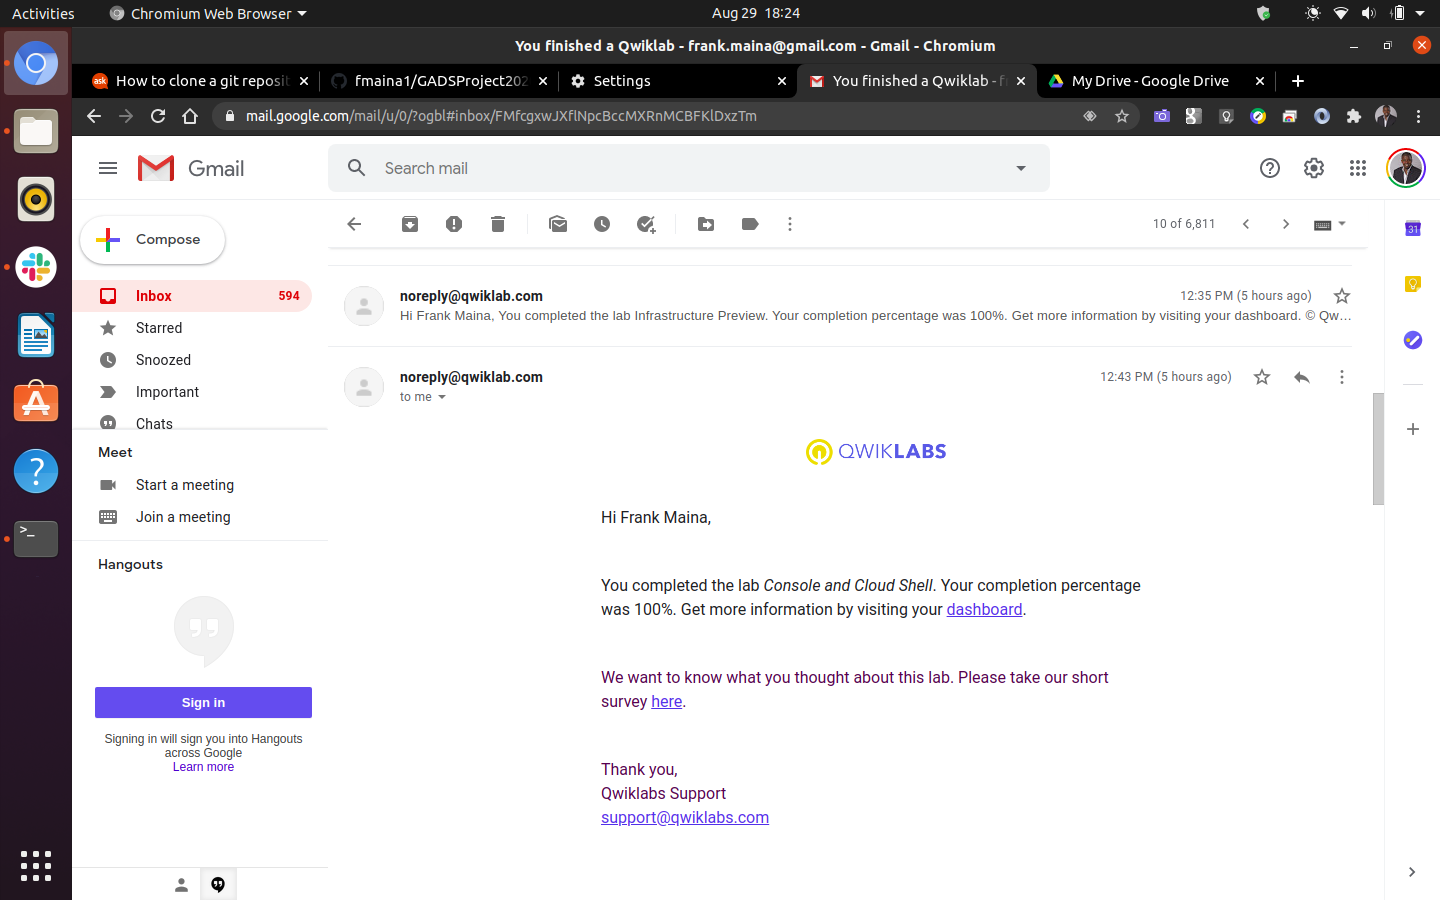 Activities
Chromium Web Browser
Aug 29 18:24
You finished a Qwiklab - frank.maina@gmail.com - Gmail - Chromium
How to clone a git reposit
fmaina1/GADSProject202
Settings
You finished a Qwiklab - f
My Drive - Google Drive
mail.google.com/mail/u/0/?ogbl#inbox/FMfcgxwJXflNpcBccMXRnMCBFKlDxzTm
Gmail
Search mail
Compose
10 of 6,811
Inbox 594
Starred
Snoozed
Important
Chats
Meet
Start a meeting
Join a meeting
Hangouts
Sign in
Signing in will sign you into Hangouts
across Google
Learn more
noreply@qwiklab.com
12:35 PM (5 hours ago)
Hi Frank Maina, You completed the lab Infrastructure Preview. Your completion percentage was 100%. Get more information by visiting your dashboard. © Qw…
noreply@qwiklab.com
12:43 PM (5 hours ago)
to me
QWIKLABS
Hi Frank Maina,
You completed the lab Console and Cloud Shell. Your completion percentage
was 100%. Get more information by visiting your dashboard.
We want to know what you thought about this lab. Please take our short
survey here.
Thank you,
Qwiklabs Support
support@qwiklabs.com
31
ask